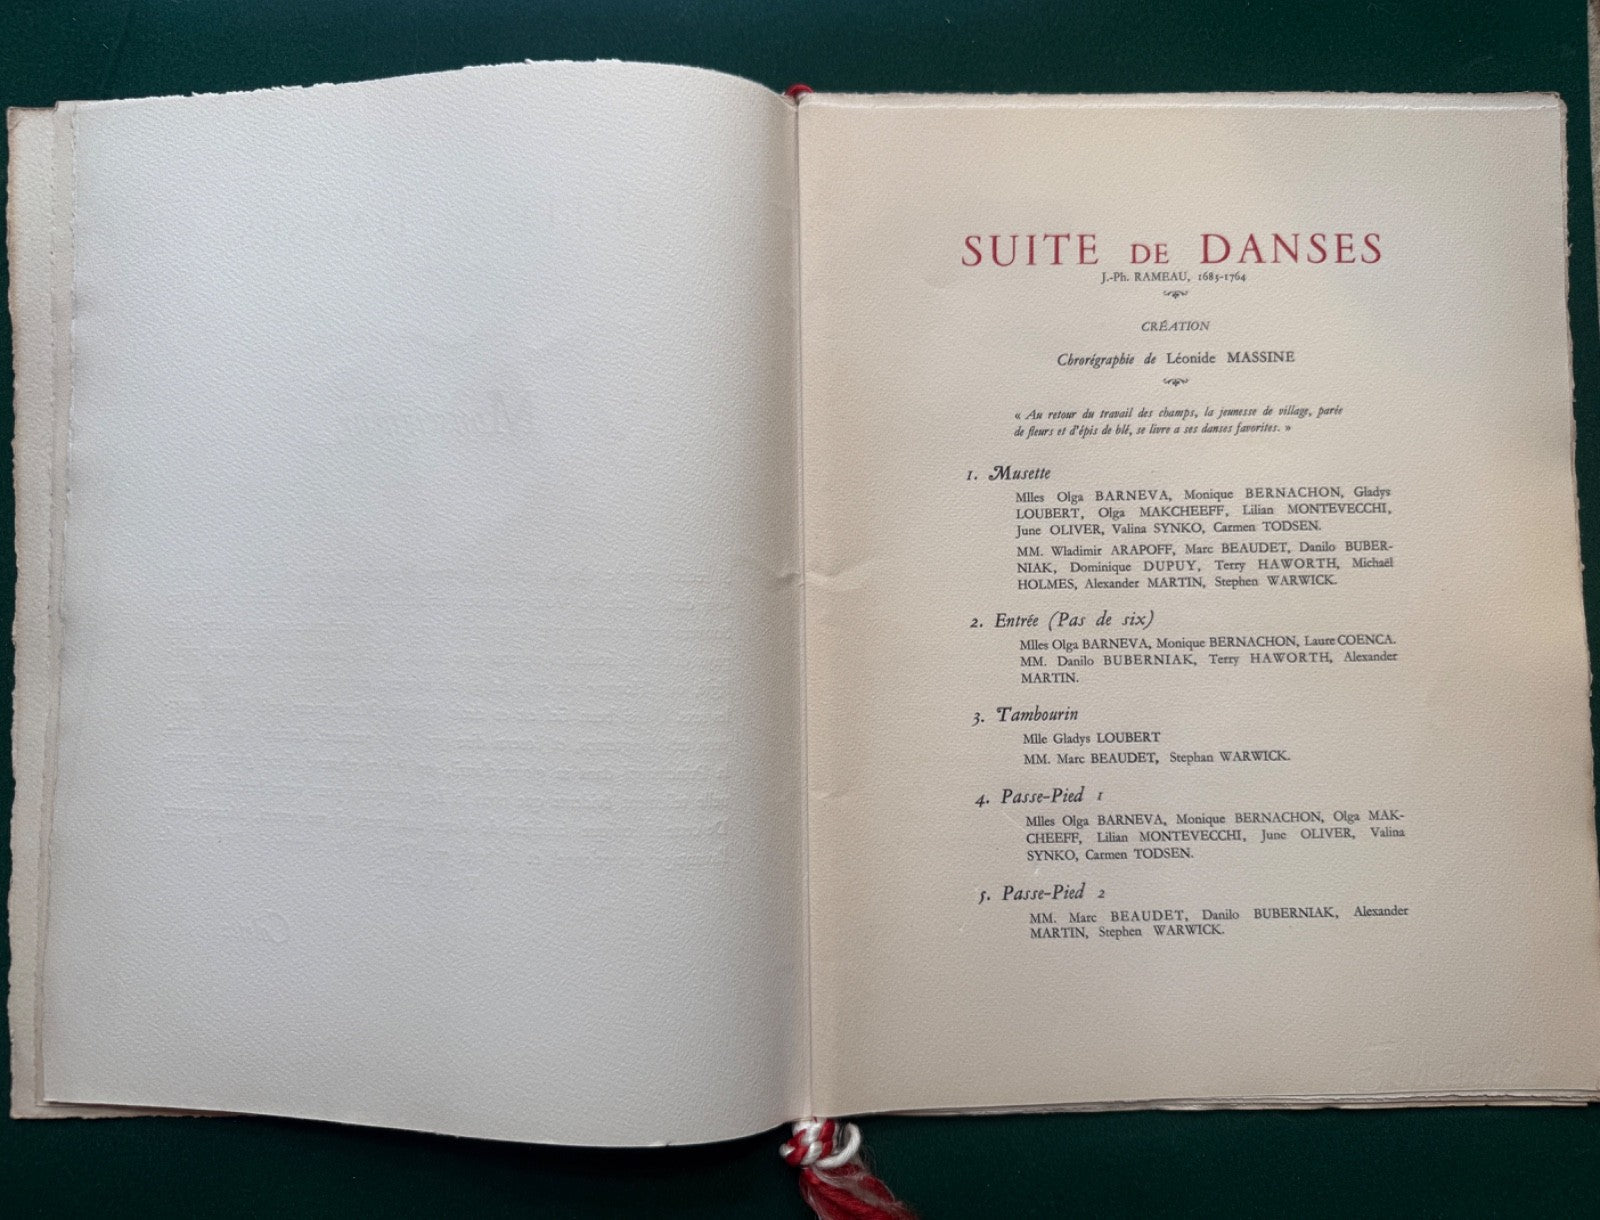 SUITE DE DANSES
J.-Ph. RAMEAU, 1685-1764
CRÉATION
Chrorégraphie de Léonide MASSINE
« Au retour du travail des champs, la jeunesse de village, parée
de fleurs et d'épis de blé, se livre a ses danses favorites. »
1. Musette
Mlles Olga BARNEVA, Monique BERNACHON, Gladys
LOUBERT, Olga MAKCHEEFF, Lilian MONTEVECCHI,
June OLIVER, Valina SYNKO, Carmen TODSEN.
MM. Wladimir ARAPOFF, Marc BEAUDET, Danilo BUBER-
NIAK, Dominique DUPUY, Terry HAWORTH, Michaël
HOLMES, Alexander MARTIN, Stephen WARWICK.
2. Entrée (Pas de six)
Mlles Olga BARNEVA, Monique BERNACHON, Laure COENCA.
MM. Danilo BUBERNIAK, Terry HAWORTH, Alexander
MARTIN.
3. Tambourin
Mlle Gladys LOUBERT
MM. Marc BEAUDET, Stephan WARWICK.
4. Passe-Pied 1
Mlles Olga BARNEVA, Monique BERNACHON, Olga MAK-
CHEEFF, Lilian MONTEVECCHI, June OLIVER, Valina
SYNKO, Carmen TODSEN.
5. Passe-Pied 2
MM. Marc BEAUDET, Danilo BUBERNIAK, Alexander
MARTIN, Stephen WARWICK.